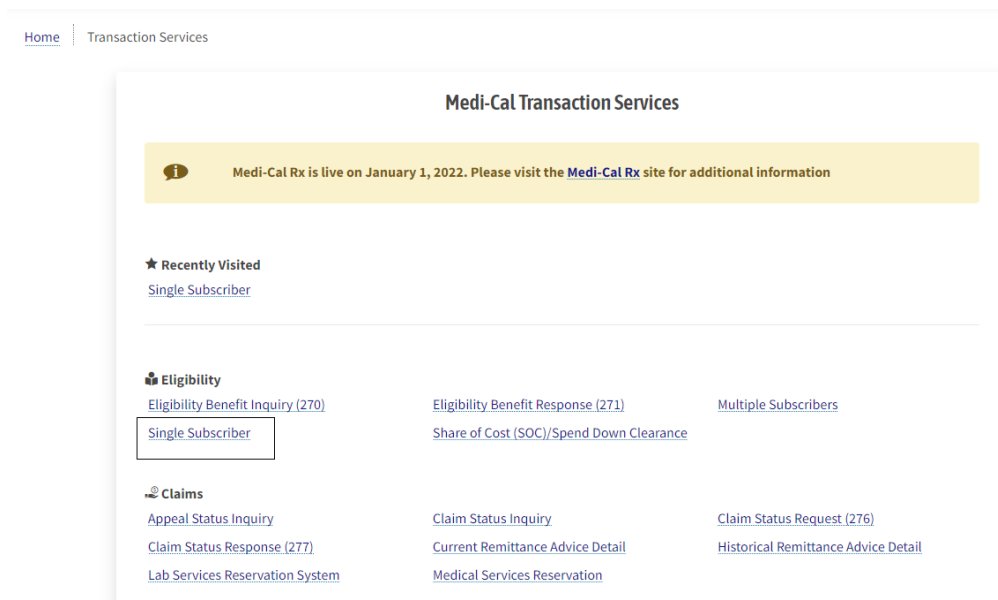 Home Transaction Services
Medi-Cal Transaction Services
Medi-Cal Rx is live on January 1, 2022. Please visit the Medi-Cal Rx site for additional information
Recently Visited
Single Subscriber
Eligibility
Eligibility Benefit Inquiry (270) Eligibility Benefit Response (271) Multiple Subscribers
Single Subscriber Share of Cost (SOC)/Spend Down Clearance
Claims
Appeal Status Inquiry Claim Status Inquiry Claim Status Request (276)
Claim Status Response (277) Current Remittance Advice Detail Historical Remittance Advice Detail
Lab Services Reservation System Medical Services Reservation